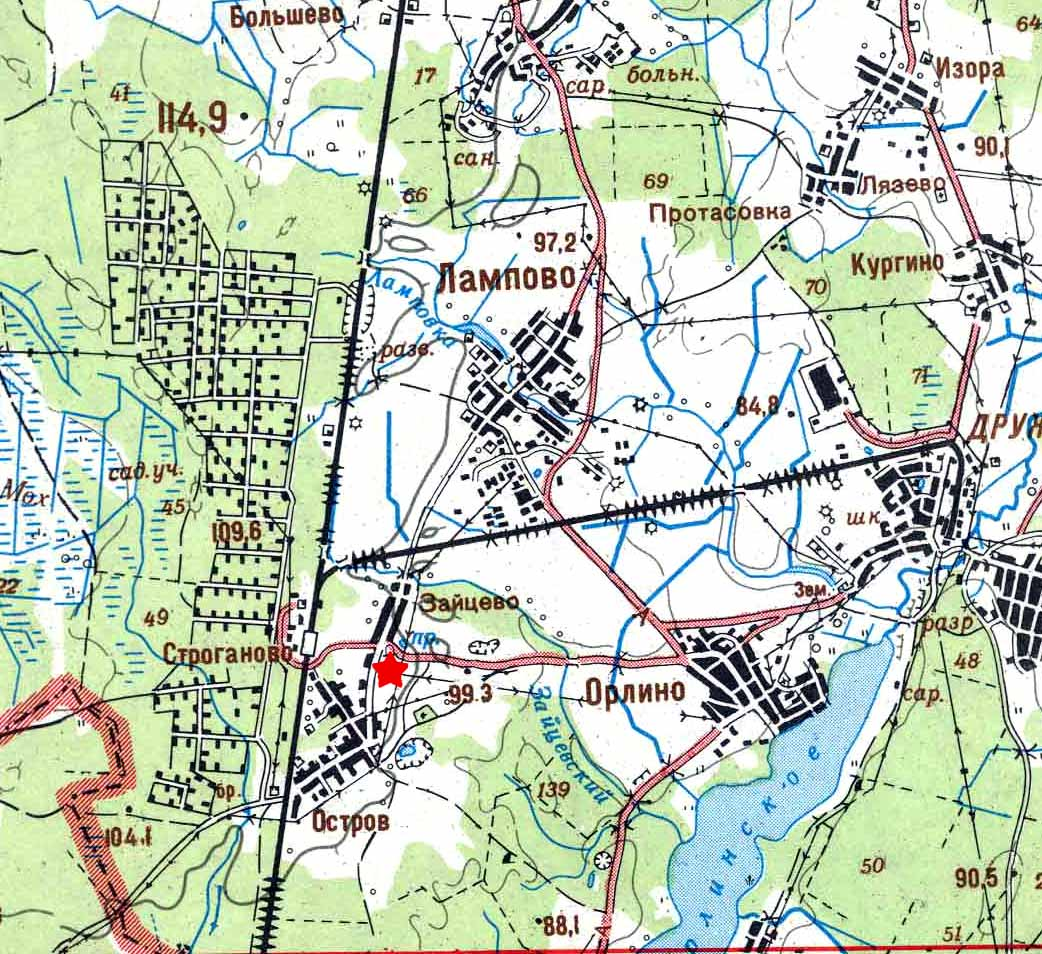 Большево
64
Изора
17
сар.
больн.
41
114,9
сан.
90,1
66
69
Лязево
Протасовка
97,2
Лампово
Кургино
70
Ламповка
разв.
71
84,8
ДРУЖ
сад.уч.
Мох
45
109,6
шк
22
49
Зайцево
Зем.
пр.
разр
Строганово
48
99.3
Орлино
сар.
Зайцевский
139
бр.
Остров
104,1
50
90,5
2
88,1
51
олинское